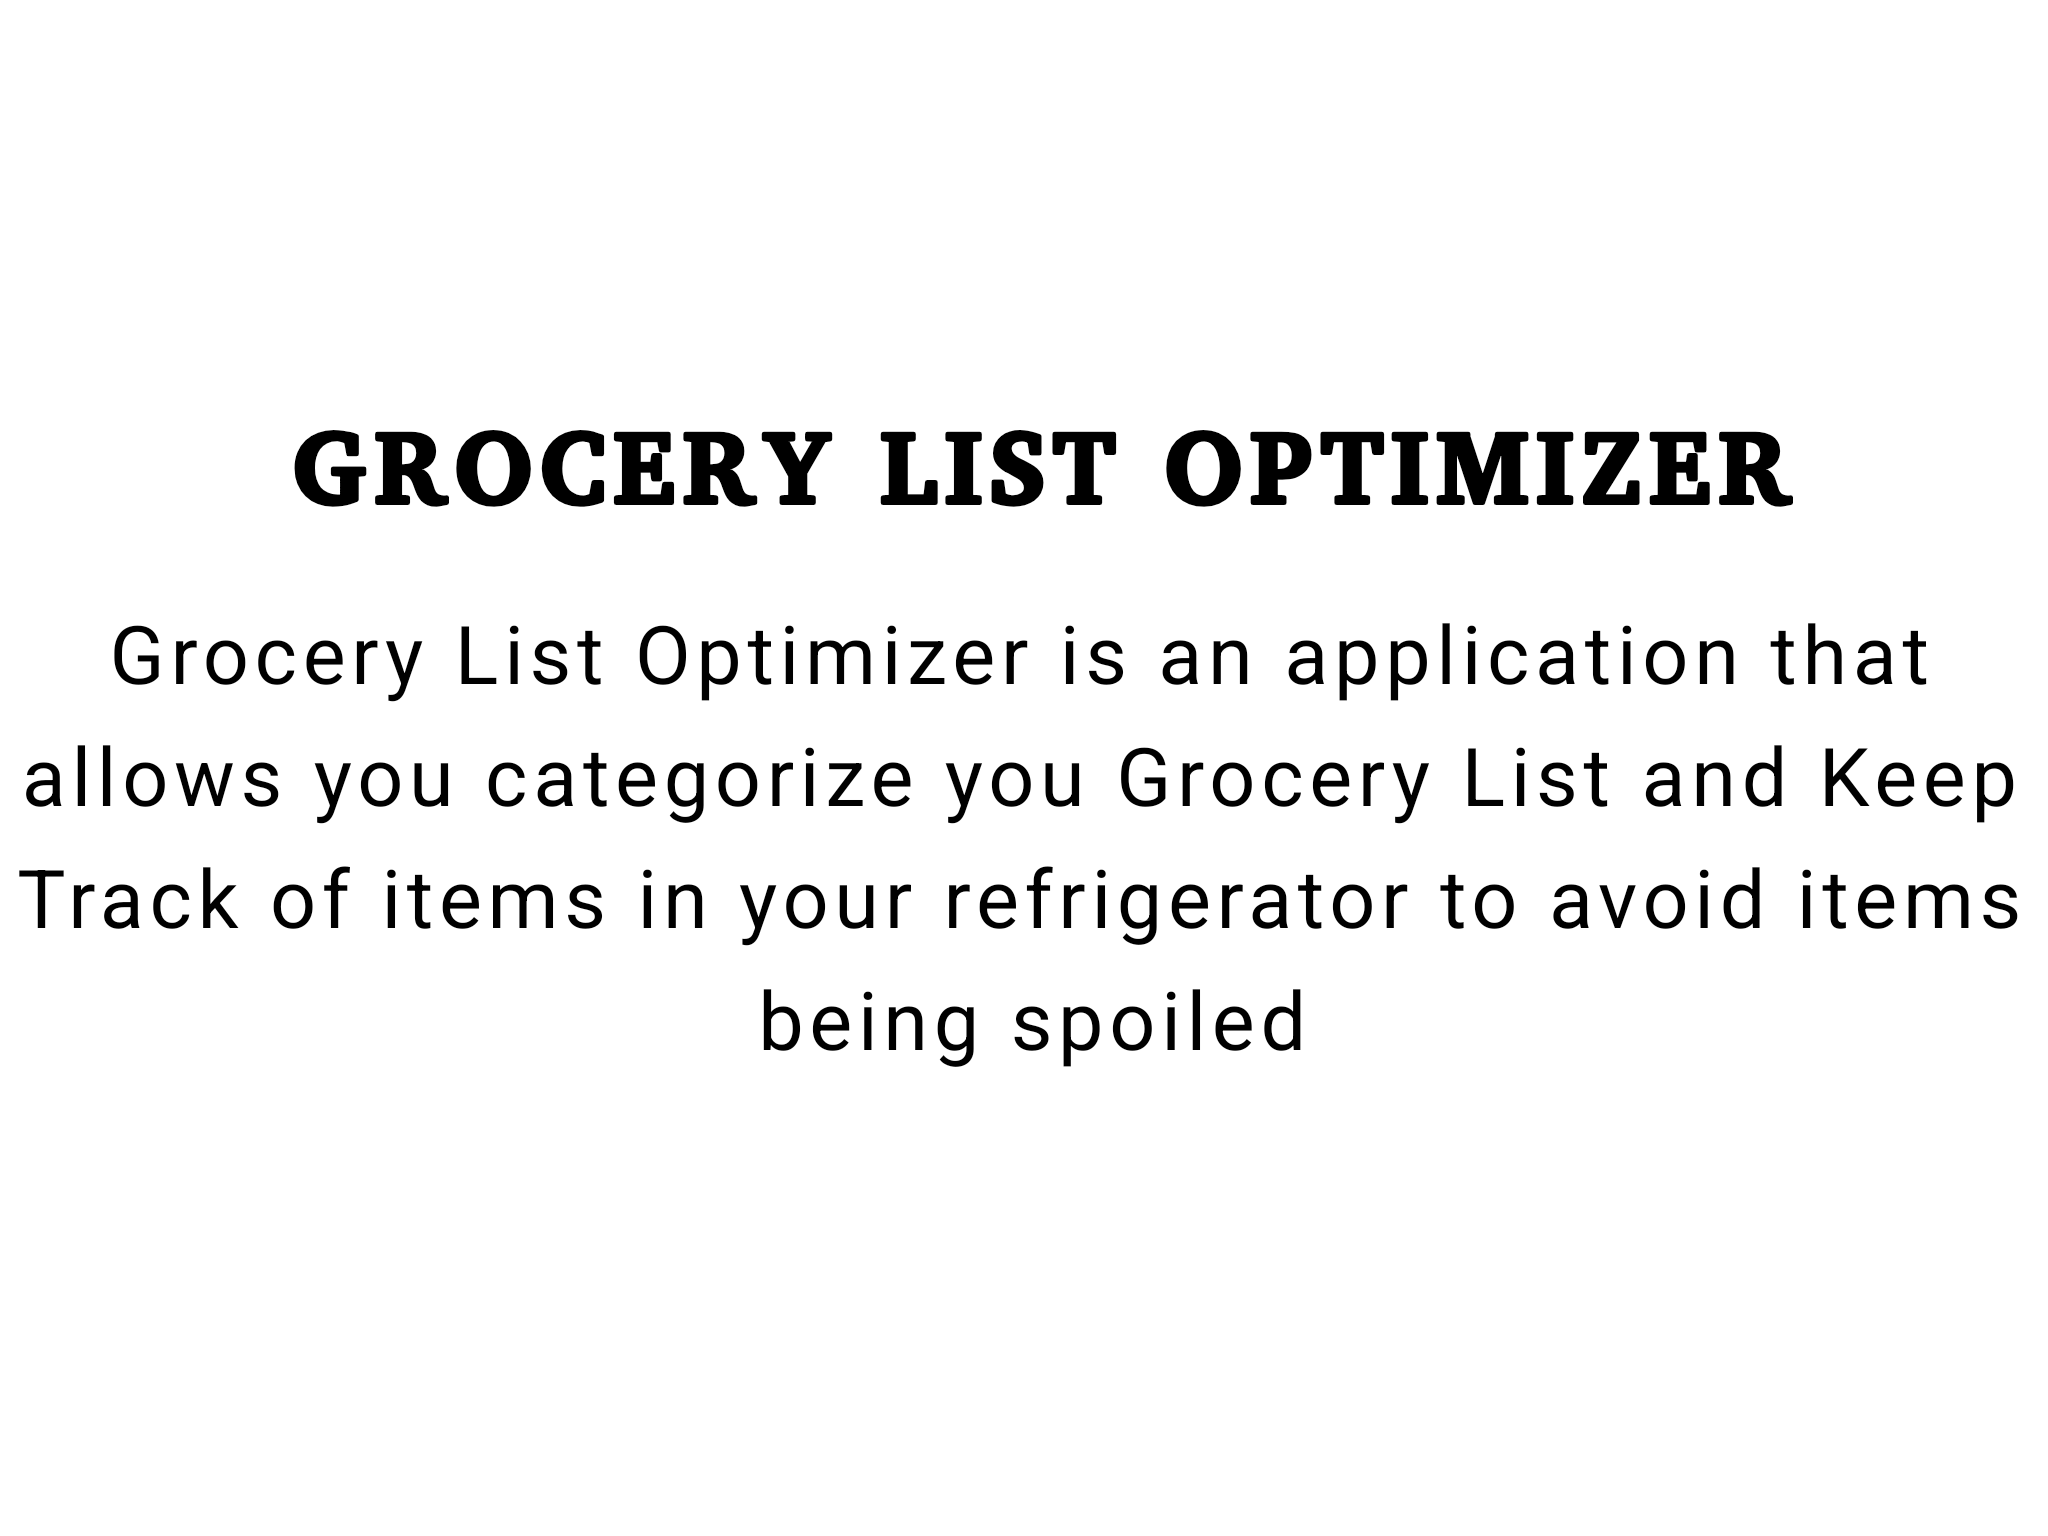 GROCERY LIST OPTIMIZER
Grocery List Optimizer is an application that
allows you categorize you Grocery List and Keep
Track of items in your refrigerator to avoid items
being spoiled